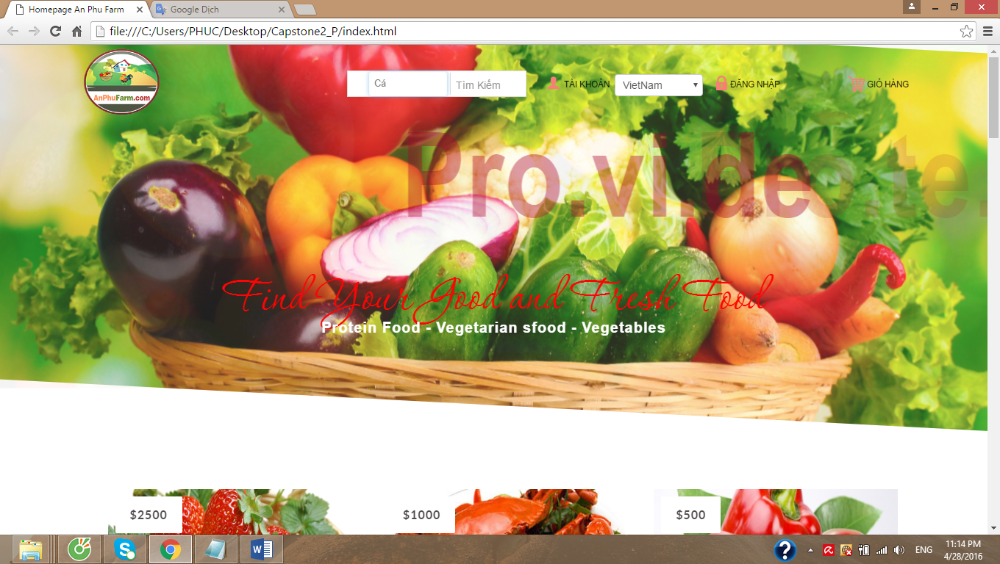 Homepage An Phu Farm
Google Dịch
file:///C:/Users/PHUC/Desktop/Capstone2_P/index.html
AnPhuFarm.com
Cá
Tìm Kiếm
TÀI KHOẢN
VietNam
ĐĂNG NHẬP
GIỎ HÀNG
Pro.vi.de
Find Your Good and Fresh Food
Protein Food - Vegetarian sfood - Vegetables
$2500
$1000
$500
ENG
11:14 PM
4/28/2016